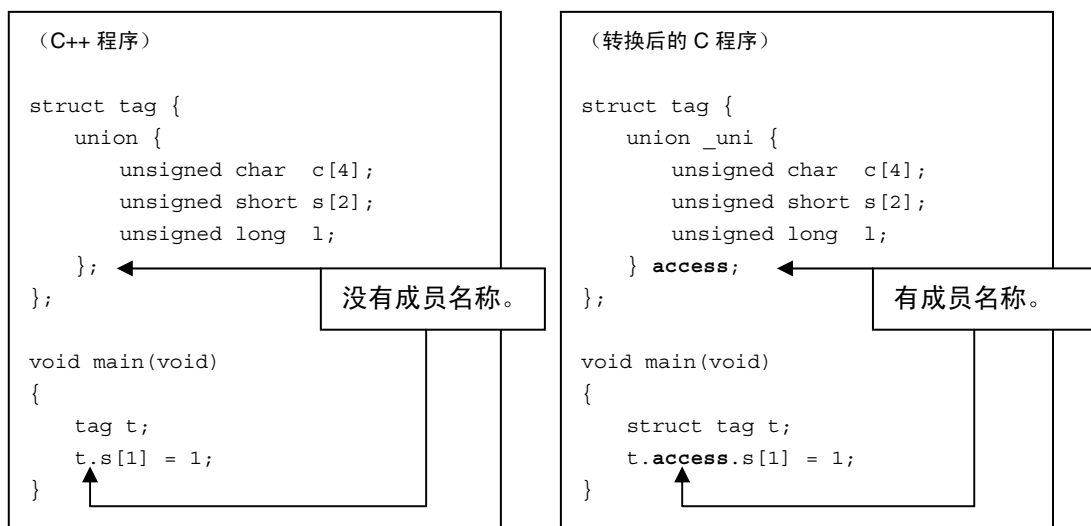 （C++ 程序）
struct tag {
union {
unsigned char c[4];
unsigned short s[2];
unsigned long l;
};
};
没有成员名称。
void main(void)
{
tag t;
t.s[1] = 1;
}
（转换后的 C 程序）
struct tag {
union _uni {
unsigned char c[4];
unsigned short s[2];
unsigned long l;
} access;
};
有成员名称。
void main(void)
{
struct tag t;
t.access.s[1] = 1;
}